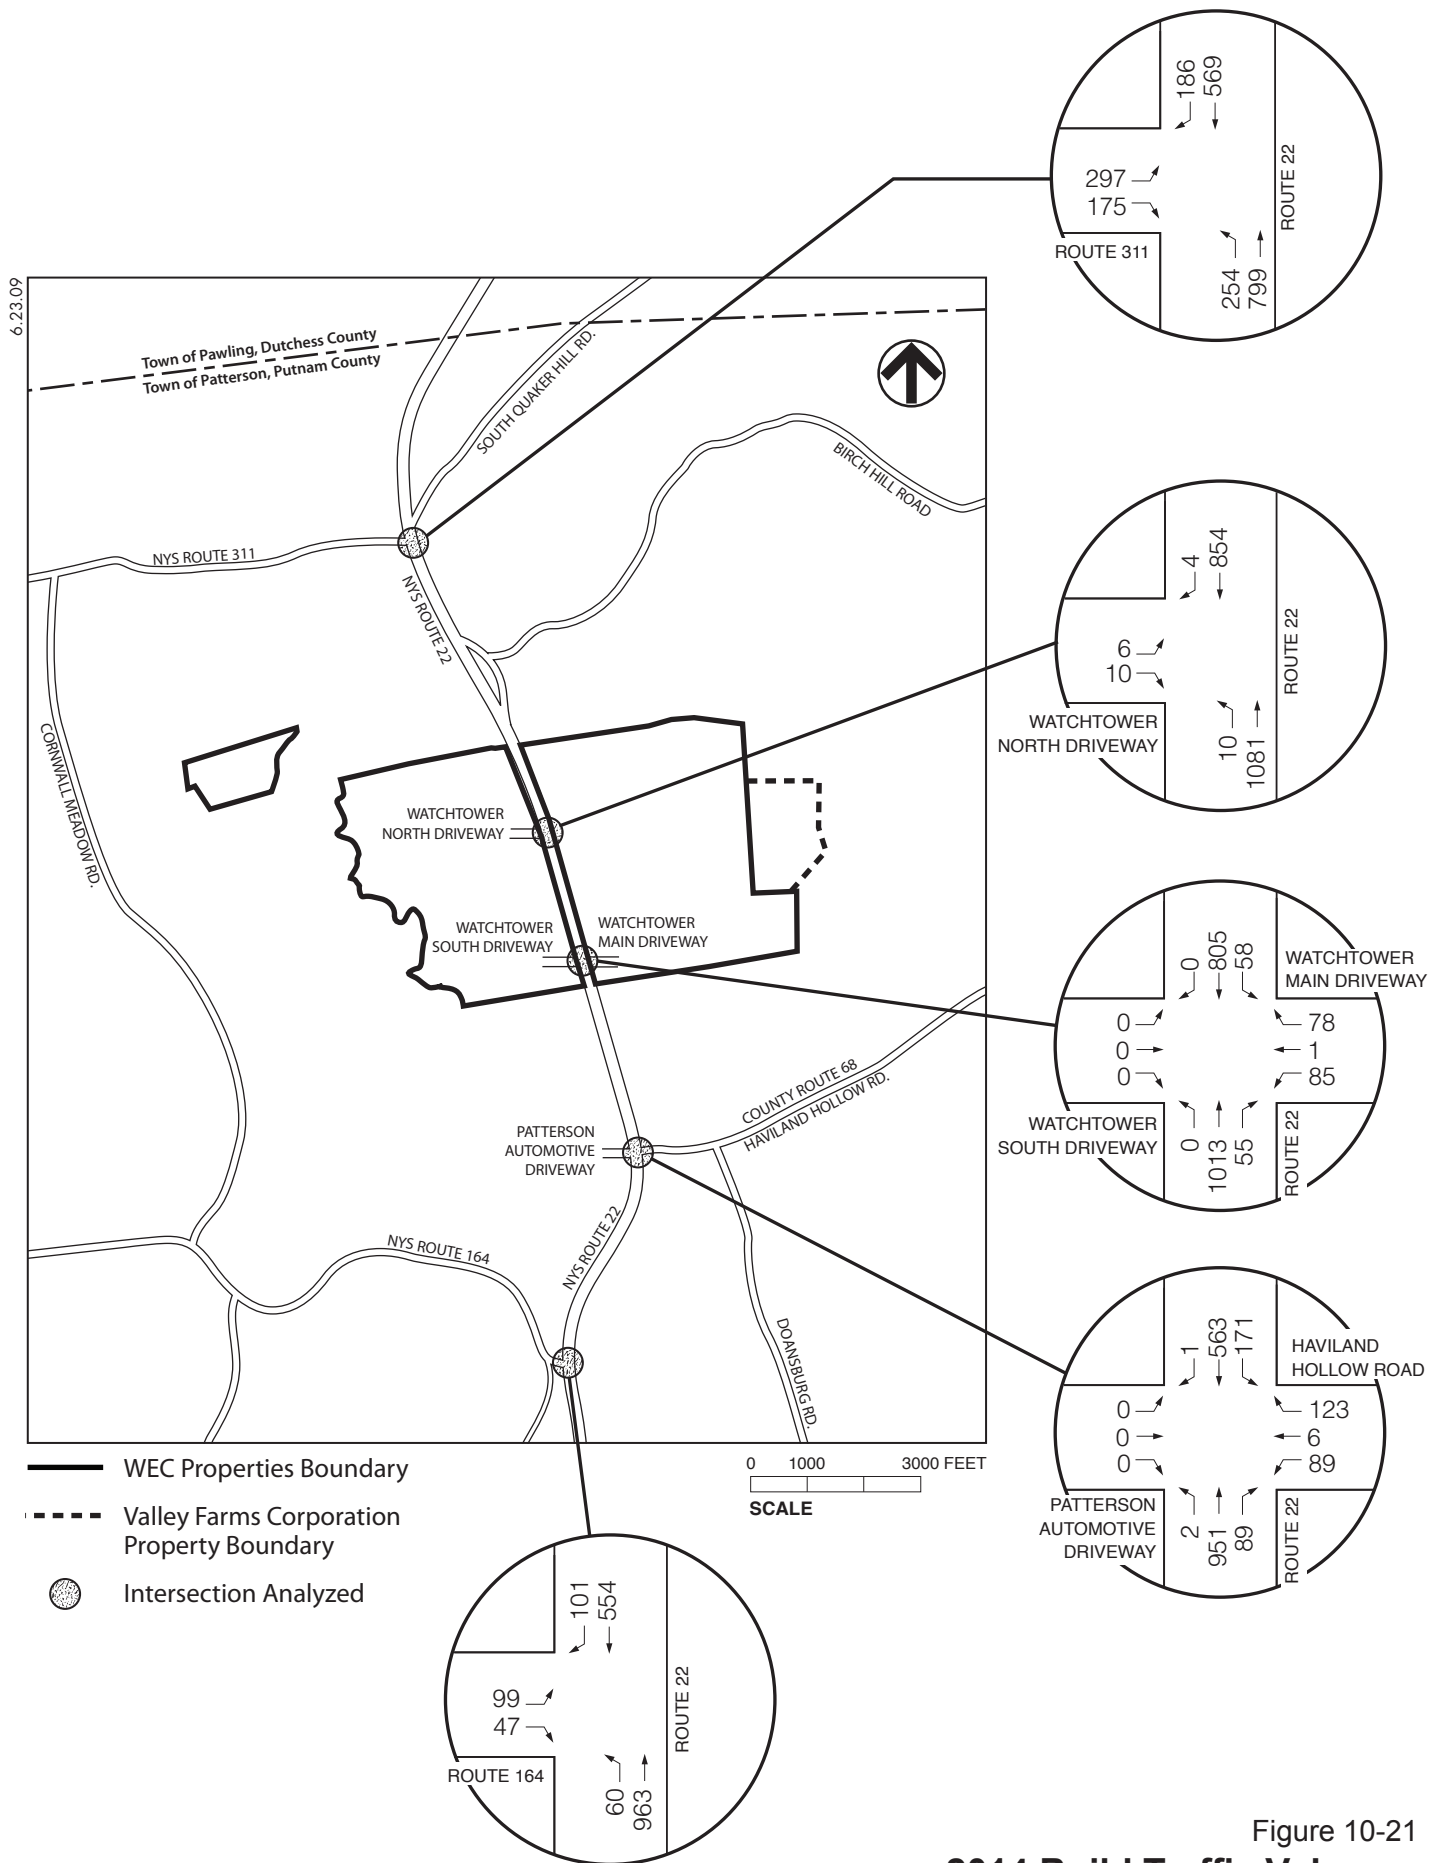 186
569
297
175
ROUTE 311
254
799
ROUTE 22
6.23.09
Town of Pawling, Dutchess County
Town of Patterson, Putnam County
SOUTH QUAKER HILL RD.
BIRCH HILL ROAD
NYS ROUTE 311
NYS ROUTE 22
CORNWALL MEADOW RD.
4
854
6
10
WATCHTOWER
NORTH DRIVEWAY
10
1081
ROUTE 22
WATCHTOWER
NORTH DRIVEWAY
WATCHTOWER
SOUTH DRIVEWAY
WATCHTOWER
MAIN DRIVEWAY
0
805
58
WATCHTOWER
MAIN DRIVEWAY
0
0
0
78
1
85
WATCHTOWER
SOUTH DRIVEWAY
0
1013
55
ROUTE 22
COUNTY ROUTE 68
HAVILAND HOLLOW RD.
PATTERSON
AUTOMOTIVE
DRIVEWAY
NYS ROUTE 22
NYS ROUTE 164
DOANSBURG RD.
1
563
171
HAVILAND
HOLLOW ROAD
0
0
0
123
6
89
PATTERSON
AUTOMOTIVE
DRIVEWAY
2
951
89
ROUTE 22
WEC Properties Boundary
Valley Farms Corporation
Property Boundary
Intersection Analyzed
0 1000 3000 FEET
SCALE
101
554
99
47
ROUTE 164
60
963
ROUTE 22
Figure 10-21